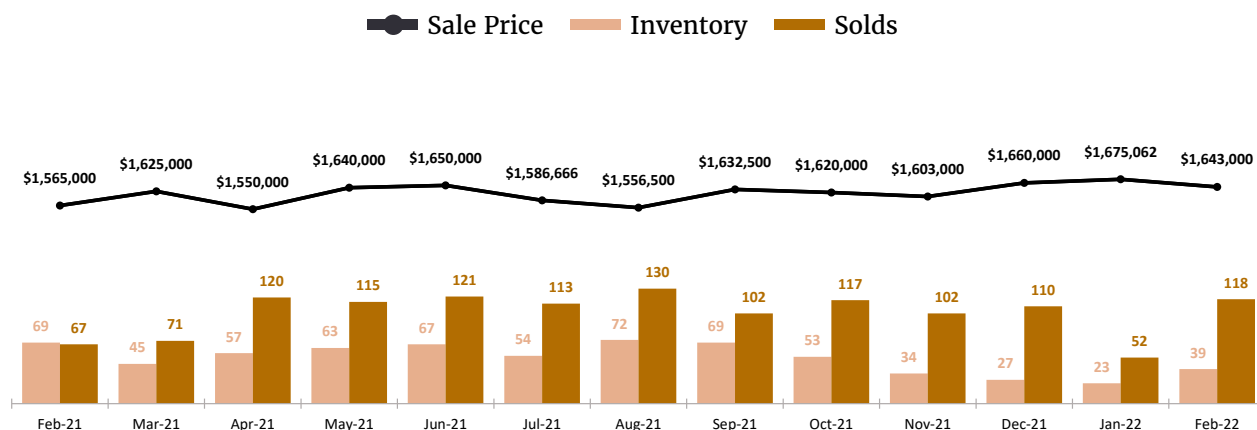 Sale Price Inventory Solds
$1,565,000 $1,625,000 $1,550,000 $1,640,000 $1,650,000 $1,586,666 $1,556,500 $1,632,500 $1,620,000 $1,603,000 $1,660,000 $1,675,062 $1,643,000
69 67 45 71 57 120 63 115 67 121 54 113 72 130 69 102 53 117 34 102 27 110 23 52 39 118
Feb-21 Mar-21 Apr-21 May-21 Jun-21 Jul-21 Aug-21 Sep-21 Oct-21 Nov-21 Dec-21 Jan-22 Feb-22